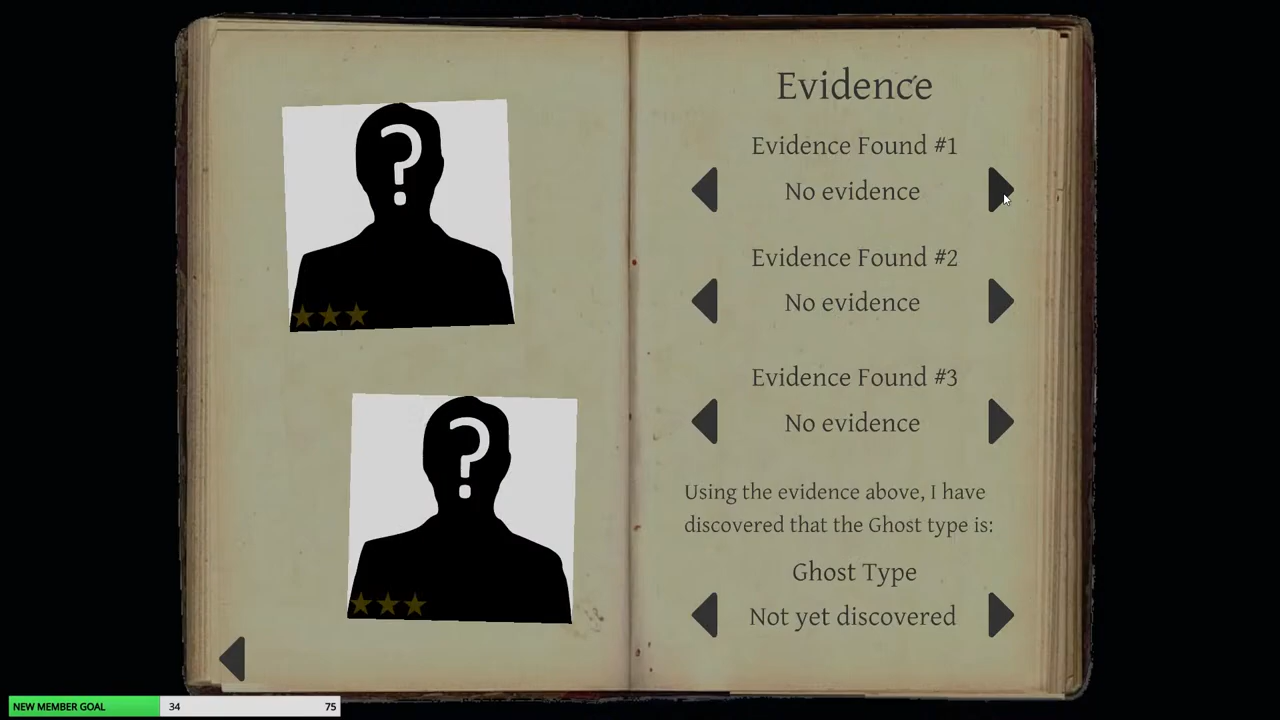 ?
?
Evidence
Evidence Found #1
No evidence
Evidence Found #2
No evidence
Evidence Found #3
No evidence
Using the evidence above, I have
discovered that the Ghost type is:
Ghost Type
Not yet discovered
NEW MEMBER GOAL 34 75